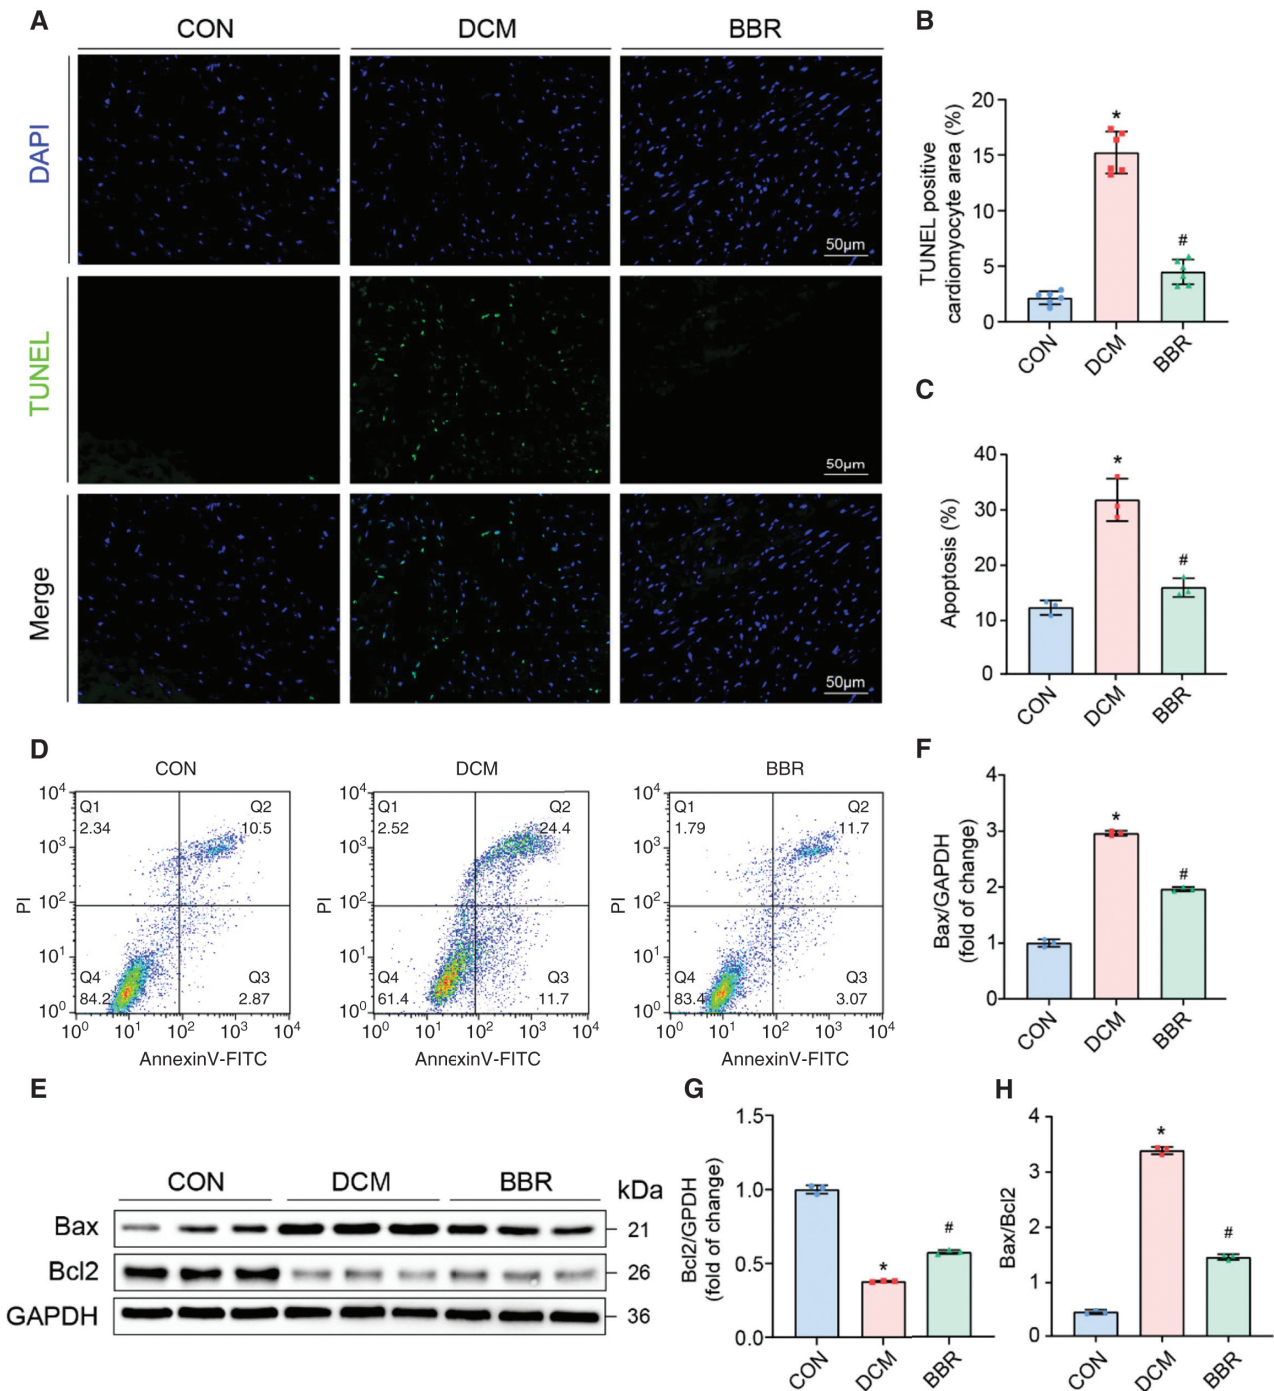 A
CON DCM BBR
DAPI
50µm
TUNEL
50µm
Merge
50µm
B
TUNEL positive
cardiomyocyte area (%)
20
15
10
5
0
*
#
CON DCM BBR
C
Apoptosis (%)
40
30
20
10
0
*
#
CON DCM BBR
D
CON
Q1 Q2
2.34 10.5
Q4 Q3
84.2 2.87
PI
10⁴
10³
10²
10¹
10⁰
10⁰ 10¹ 10² 10³ 10⁴
AnnexinV-FITC
DCM
Q1 Q2
2.52 24.4
Q4 Q3
61.4 11.7
PI
10⁴
10³
10²
10¹
10⁰
10⁰ 10¹ 10² 10³ 10⁴
AnnexinV-FITC
BBR
Q1 Q2
1.79 11.7
Q4 Q3
83.4 3.07
PI
10⁴
10³
10²
10¹
10⁰
10⁰ 10¹ 10² 10³ 10⁴
AnnexinV-FITC
F
Bax/GAPDH
(fold of change)
4
3
2
1
0
*
#
CON DCM BBR
E
CON DCM BBR kDa
Bax 21
Bcl2 26
GAPDH 36
G
Bcl2/GPDH
(fold of change)
1.5
1.0
0.5
0.0
*
#
CON DCM BBR
H
Bax/Bcl2
4
3
2
1
0
*
#
CON DCM BBR